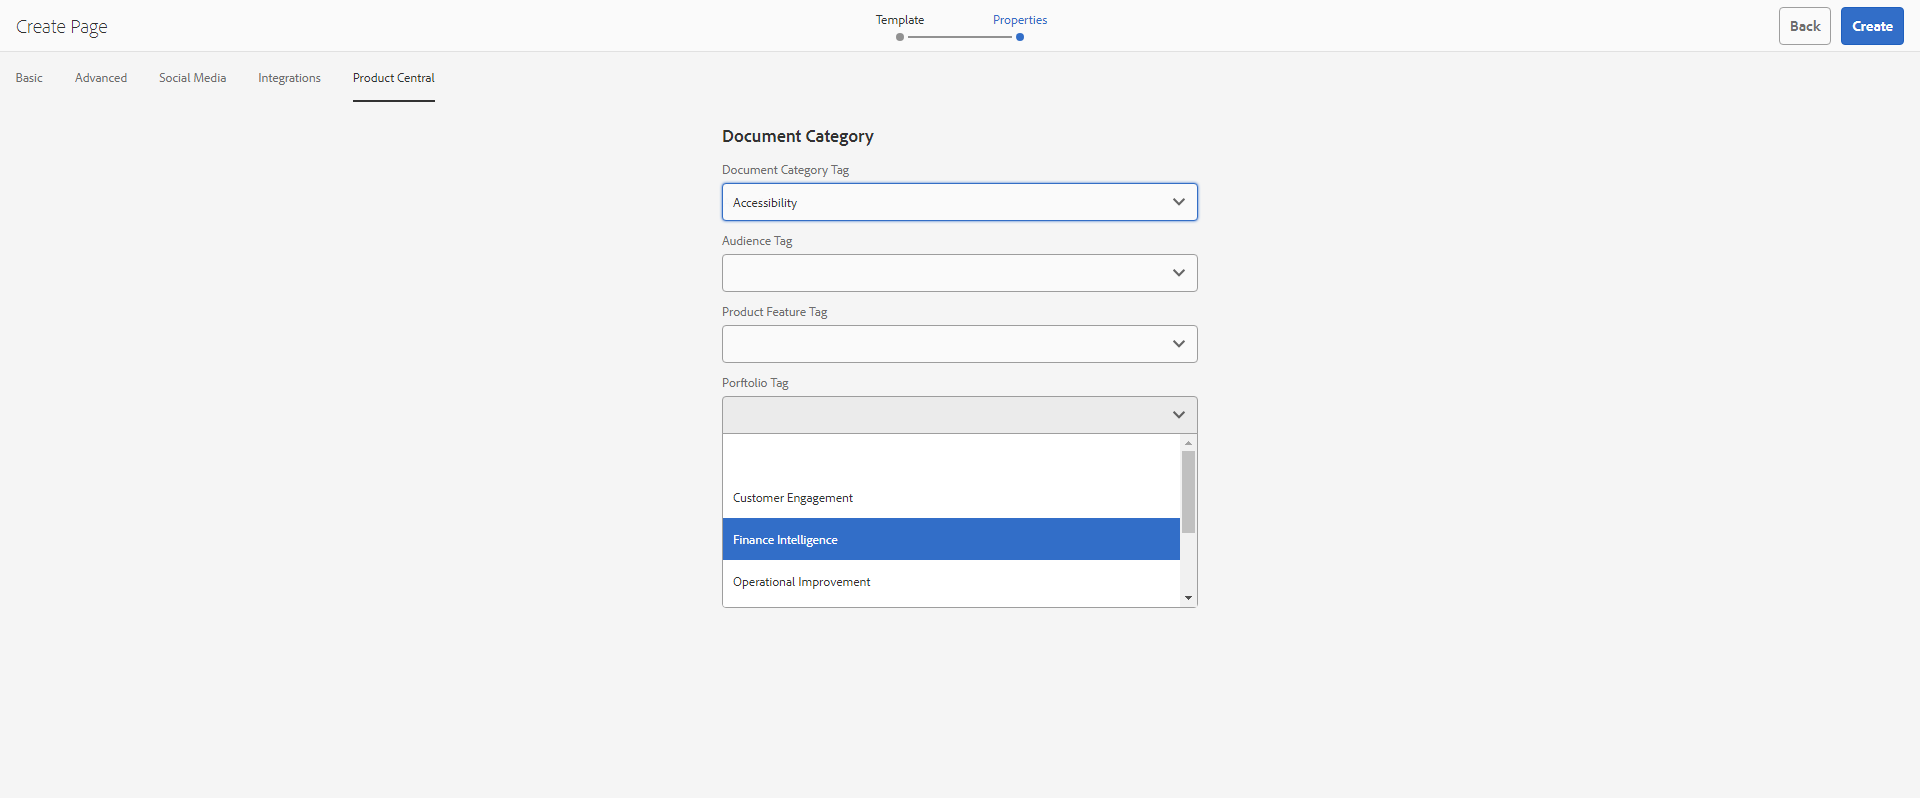 Create Page
Template
Properties
Back
Create
Basic
Advanced
Social Media
Integrations
Product Central
Document Category
Document Category Tag
Accessibility
Audience Tag
Product Feature Tag
Porftolio Tag
Customer Engagement
Finance Intelligence
Operational Improvement